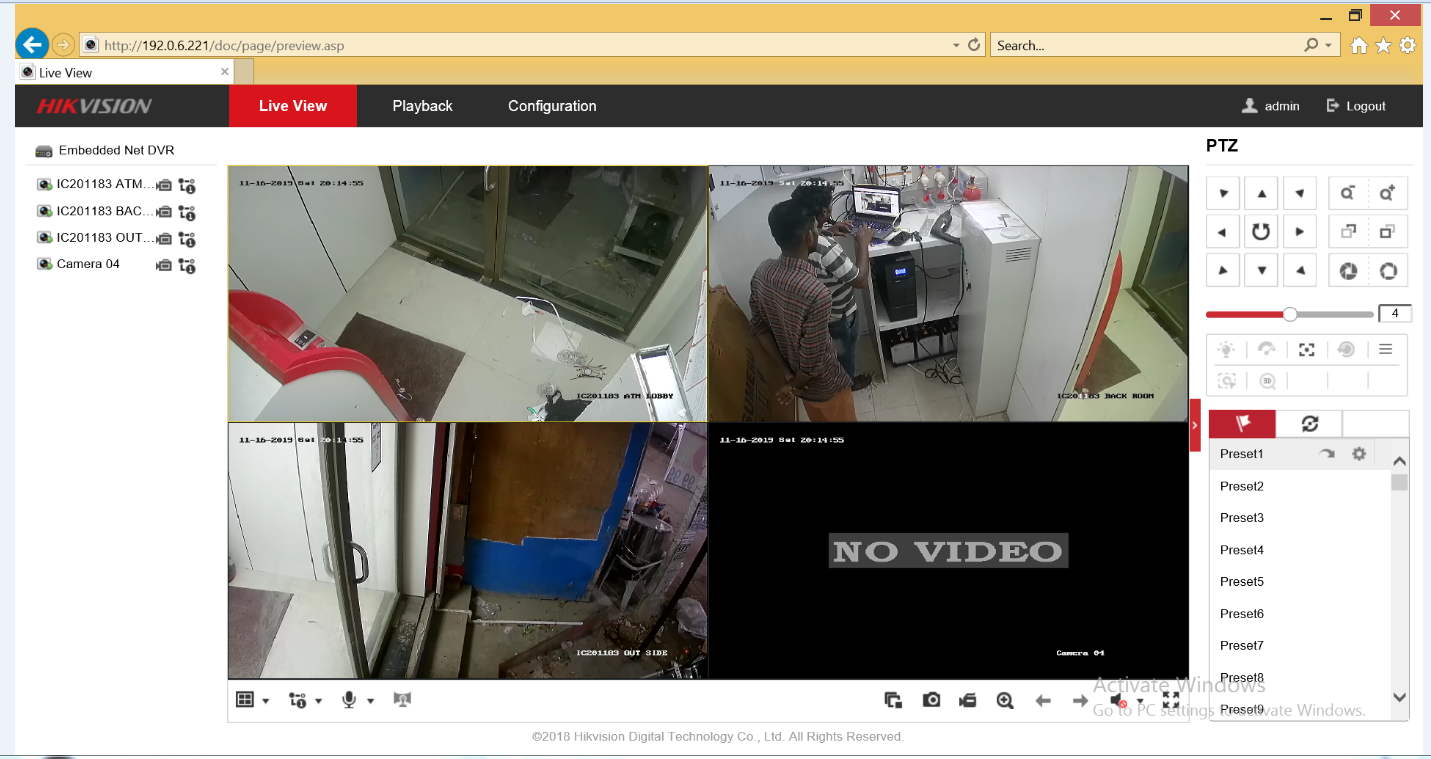 http://192.0.6.221/doc/page/preview.asp
Search...
Live View
HIKVISION
Live View
Playback
Configuration
admin
Logout
Embedded Net DVR
IC201183 ATM...
IC201183 BAC...
IC201183 OUT...
Camera 04
11-16-2019 Sat 20:14:55
IC201183 ATM LOBBY
11-16-2019 Sat 20:14:55
IC201183 BACK ROOM
11-16-2019 Sat 20:14:55
IC201183 OUT SIDE
11-16-2019 Sat 20:14:55
NO VIDEO
Camera 04
PTZ
4
3D
Preset1
Preset2
Preset3
Preset4
Preset5
Preset6
Preset7
Preset8
Preset9
Activate Windows
Go to PC settings to activate Windows.
©2018 Hikvision Digital Technology Co., Ltd. All Rights Reserved.